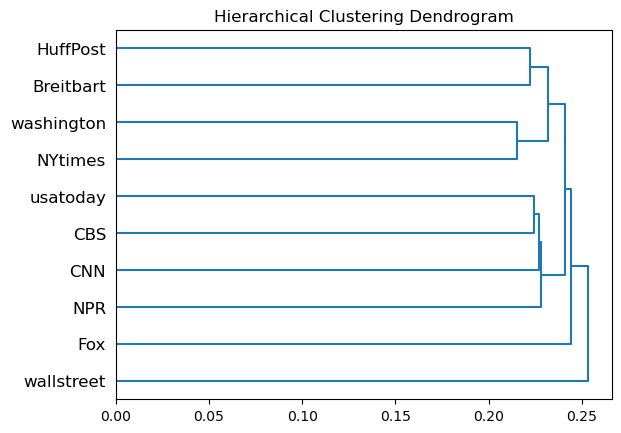 Hierarchical Clustering Dendrogram
HuffPost
Breitbart
washington
NYtimes
usatoday
CBS
CNN
NPR
Fox
wallstreet
0.00 0.05 0.10 0.15 0.20 0.25